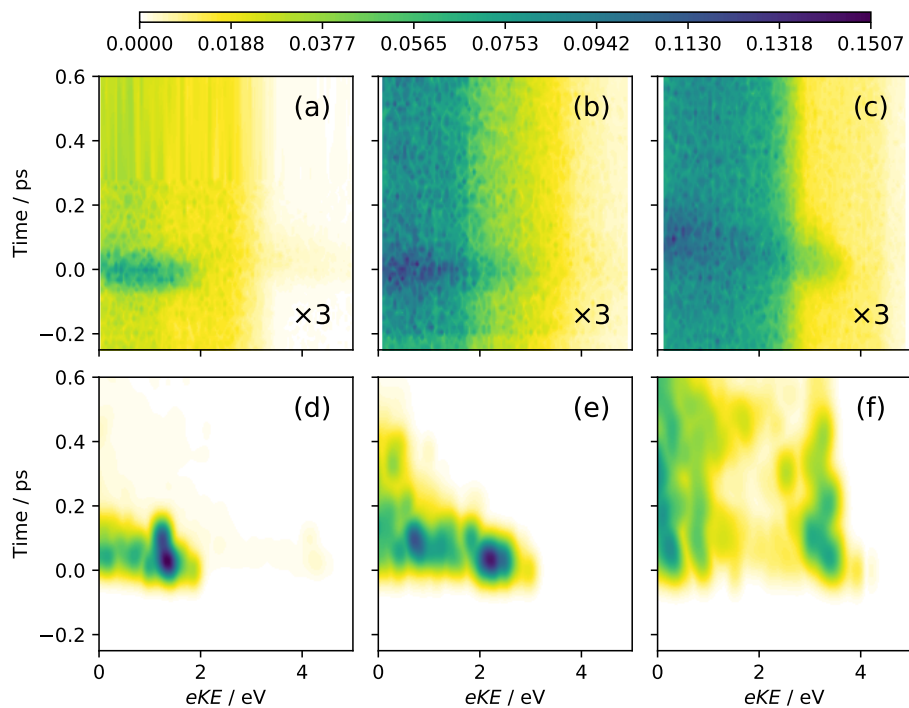 0.0000 0.0188 0.0377 0.0565 0.0753 0.0942 0.1130 0.1318 0.1507
(a) (b) (c)
0.6
0.4
0.2
0.0
−0.2
Time / ps
×3 ×3 ×3
(d) (e) (f)
0.6
0.4
0.2
0.0
−0.2
Time / ps
0 2 4 0 2 4 0 2 4
eKE / eV eKE / eV eKE / eV